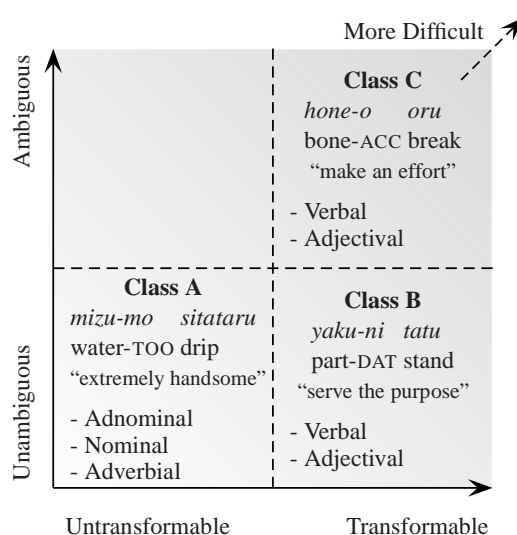 More Difficult
Ambiguous
Class C
hone-o oru
bone-ACC break
“make an effort”
- Verbal
- Adjectival
Unambiguous
Class A
mizu-mo sitataru
water-TOO drip
“extremely handsome”
- Adnominal
- Nominal
- Adverbial
Class B
yaku-ni tatu
part-DAT stand
“serve the purpose”
- Verbal
- Adjectival
Untransformable
Transformable